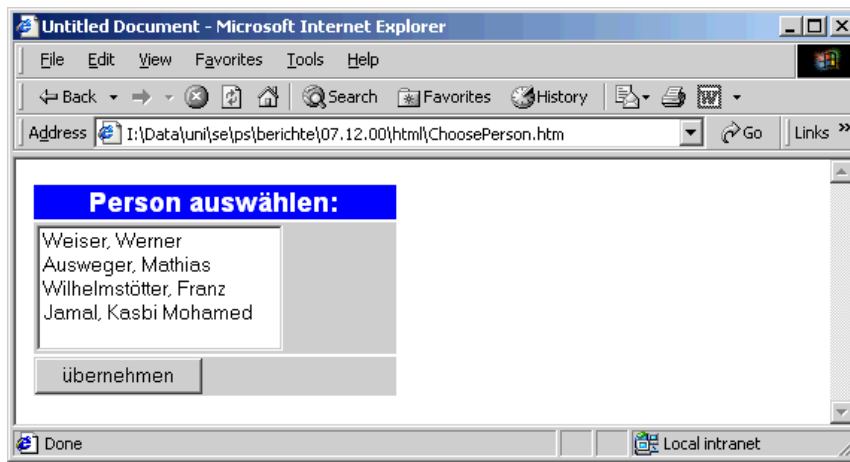 Untitled Document - Microsoft Internet Explorer
File Edit View Favorites Tools Help
Back Search Favorites History W
Address I:\Data\uni\se\ps\berichte\07.12.00\html\ChoosePerson.htm Go Links »
Person auswählen:
Weiser, Werner
Ausweger, Mathias
Wilhelmstötter, Franz
Jamal, Kasbi Mohamed
übernehmen
Done Local intranet